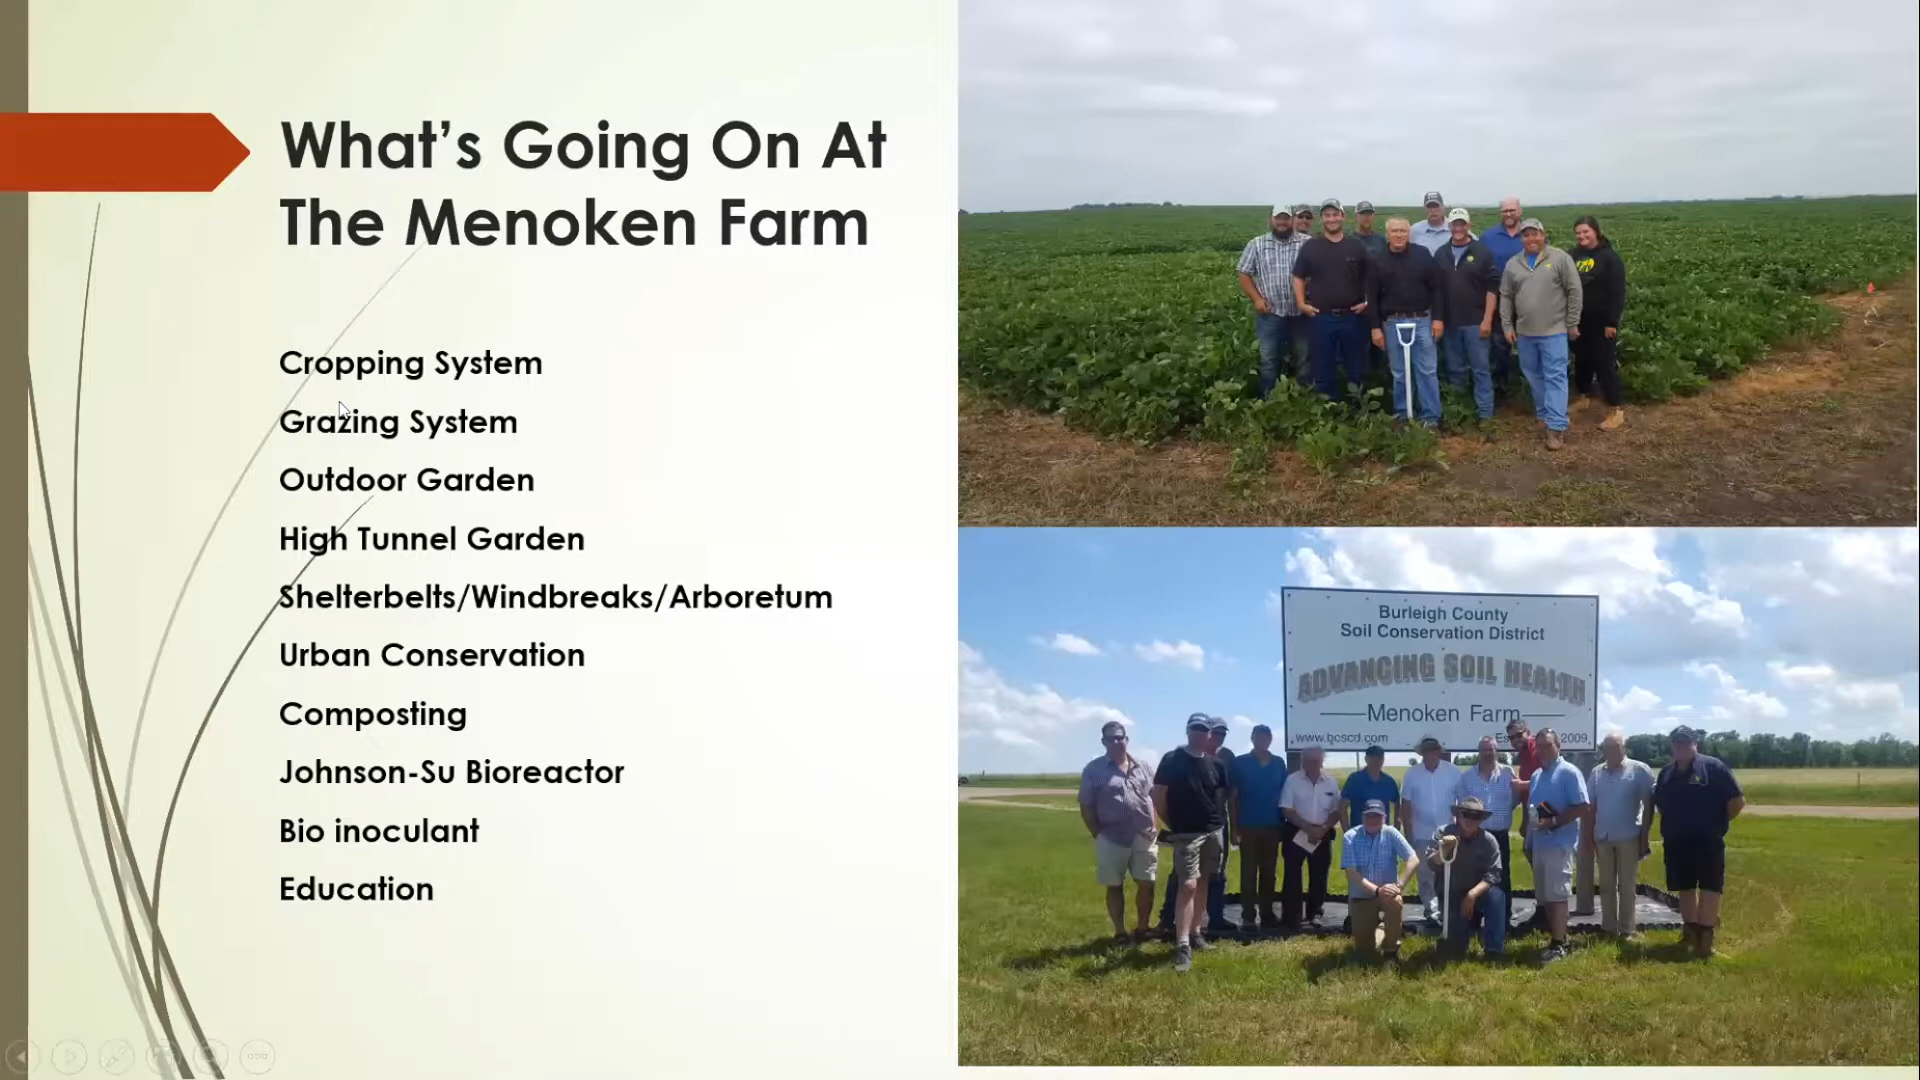 What's Going On At
The Menoken Farm
Cropping System
Grazing System
Outdoor Garden
High Tunnel Garden
Shelterbelts/Windbreaks/Arboretum
Urban Conservation
Composting
Johnson-Su Bioreactor
Bio inoculant
Education
Burleigh County
Soil Conservation District
ADVANCING SOIL HEALTH
Menoken Farm
www.bcscd.com 2009